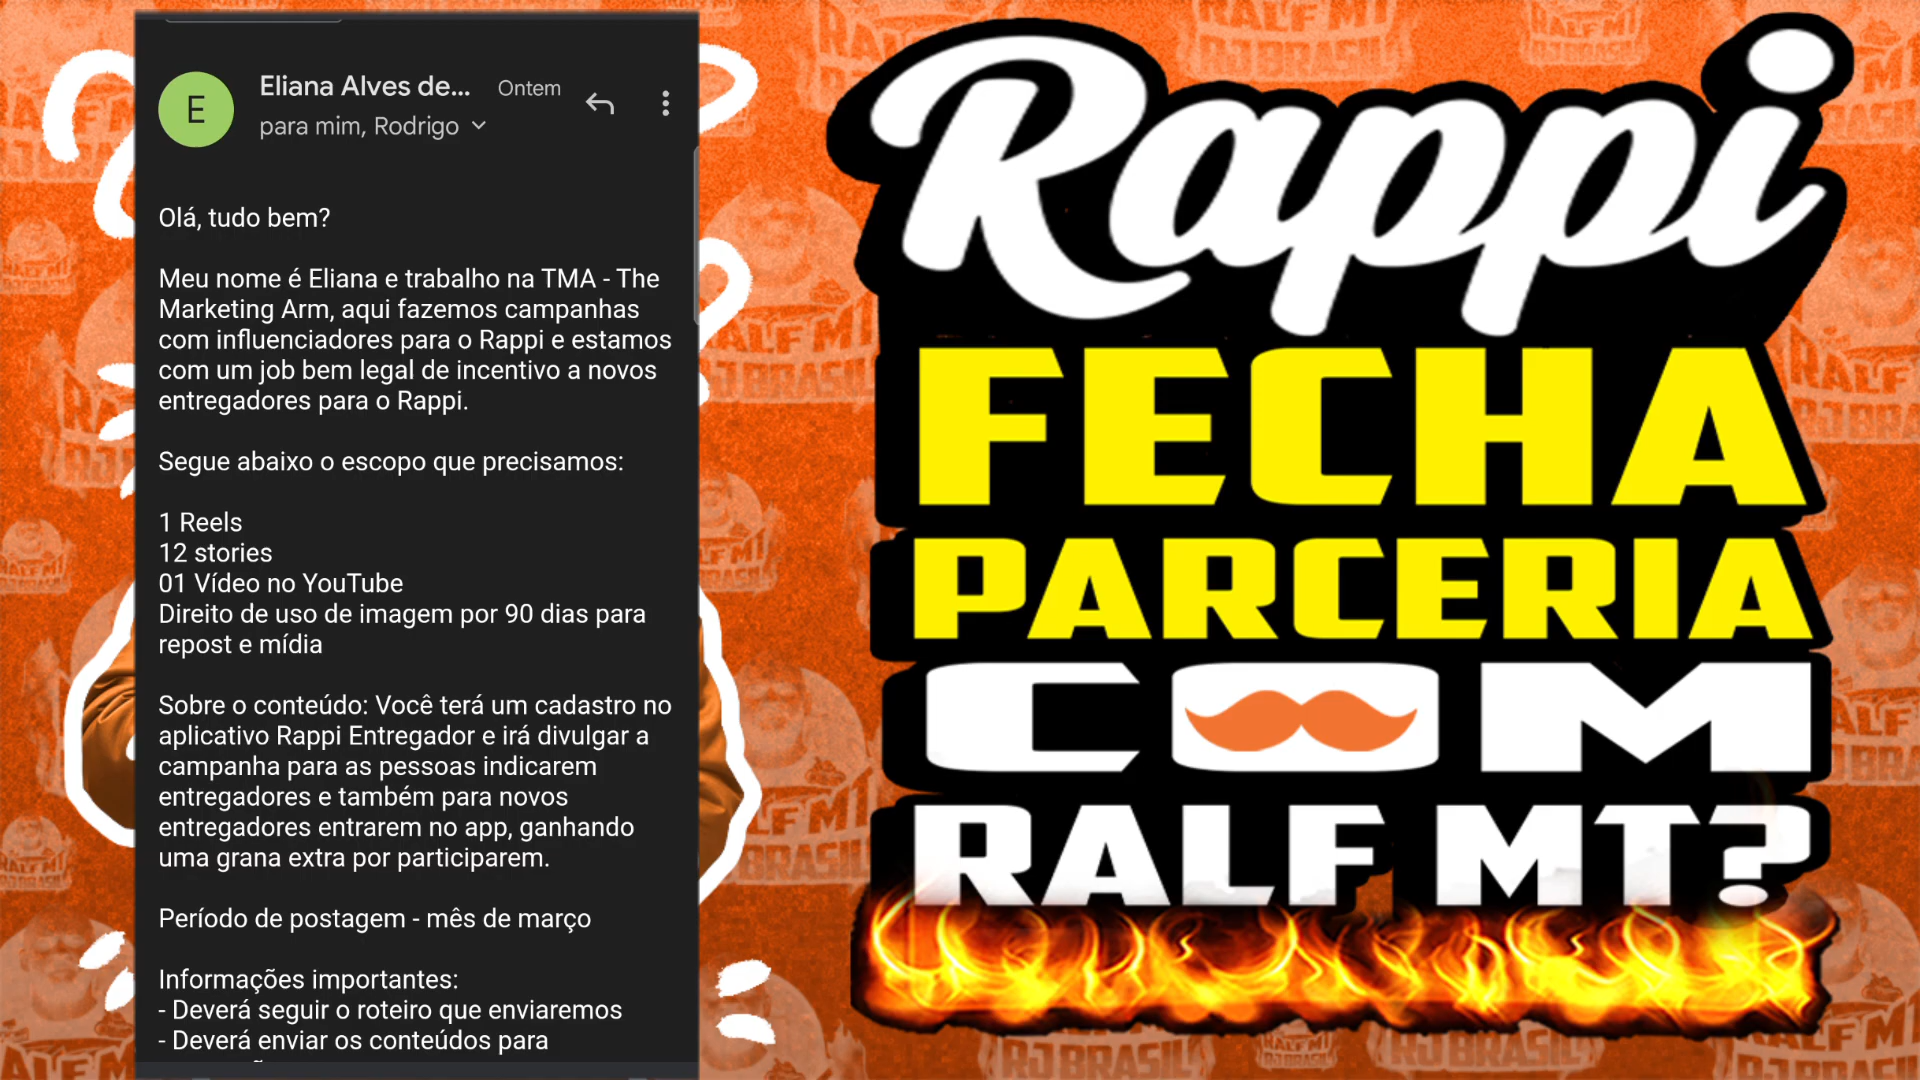 E
Eliana Alves de...
Ontem
para mim, Rodrigo
Olá, tudo bem?
Meu nome é Eliana e trabalho na TMA - The
Marketing Arm, aqui fazemos campanhas
com influenciadores para o Rappi e estamos
com um job bem legal de incentivo a novos
entregadores para o Rappi.
Segue abaixo o escopo que precisamos:
1 Reels
12 stories
01 Vídeo no YouTube
Direito de uso de imagem por 90 dias para
repost e mídia
Sobre o conteúdo: Você terá um cadastro no
aplicativo Rappi Entregador e irá divulgar a
campanha para as pessoas indicarem
entregadores e também para novos
entregadores entrarem no app, ganhando
uma grana extra por participarem.
Período de postagem - mês de março
Informações importantes:
- Deverá seguir o roteiro que enviaremos
- Deverá enviar os conteúdos para
Rappi
FECHA
PARCERIA
COM
RALF MT?